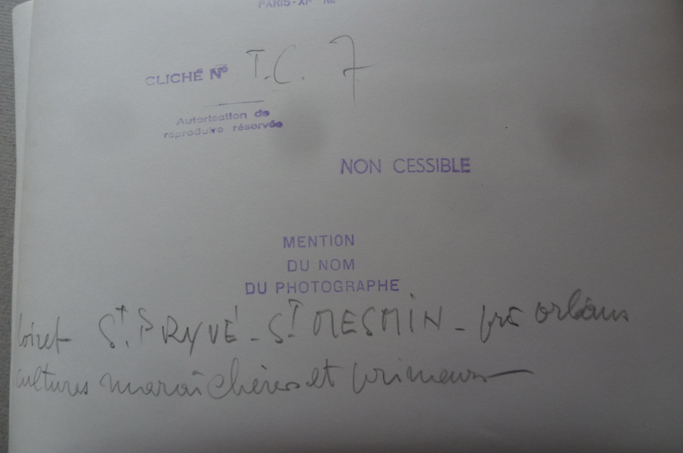 PARIS-XIe
CLICHÉ Nº T.C. 7
Autorisation de
reproduire réservée
NON CESSIBLE
MENTION
DU NOM
DU PHOTOGRAPHE
Loiret St PRYVÉ - St MESMIN - près Orléans
cultures maraîchères et primeurs